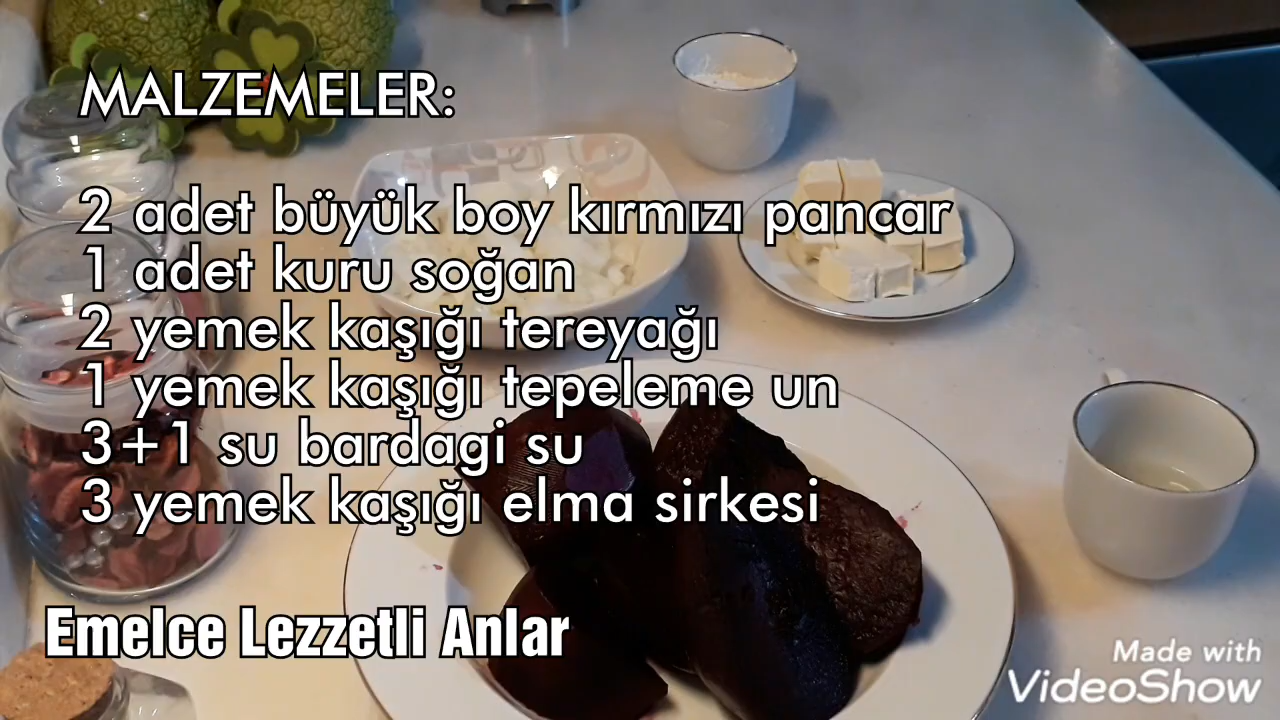 MALZEMELER:
2 adet büyük boy kırmızı pancar
1 adet kuru soğan
2 yemek kaşığı tereyağı
1 yemek kaşığı tepeleme un
3+1 su bardagi su
3 yemek kaşığı elma sirkesi
Emelce Lezzetli Anlar
Made with
VideoShow